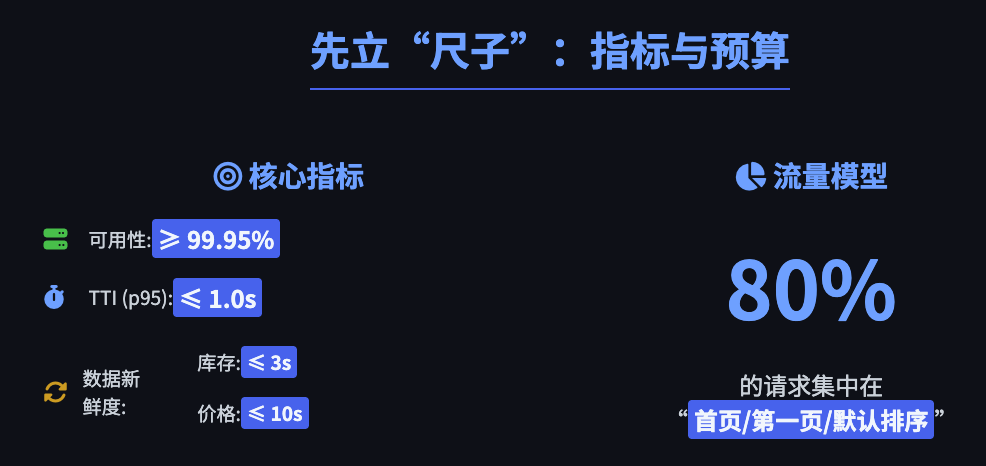 先立“尺子”：指标与预算
核心指标
可用性: ≥ 99.95%
TTI (p95): ≤ 1.0s
数据新
鲜度:
库存: ≤ 3s
价格: ≤ 10s
流量模型
80%
的请求集中在
“首页/第一页/默认排序”